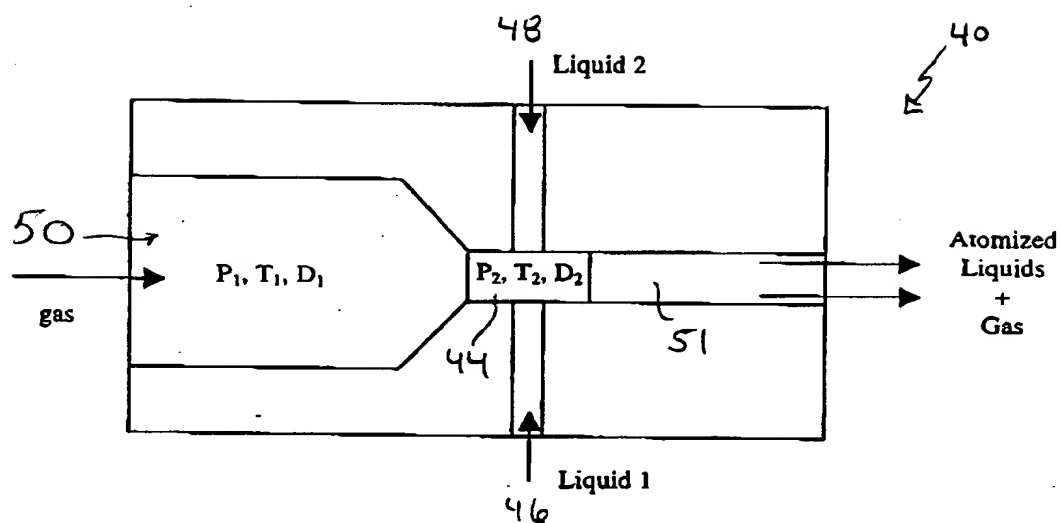 48
Liquid 2
40
50
gas
P₁, T₁, D₁
P₂, T₂, D₂
44
51
Atomized
Liquids
+
Gas
Liquid 1
46